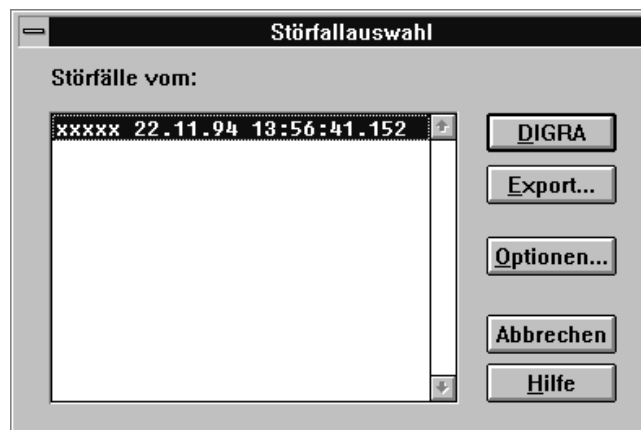 Störfallauswahl
Störfälle vom:
xxxxx 22.11.94 13:56:41.152
DIGRA
Export...
Optionen...
Abbrechen
Hilfe